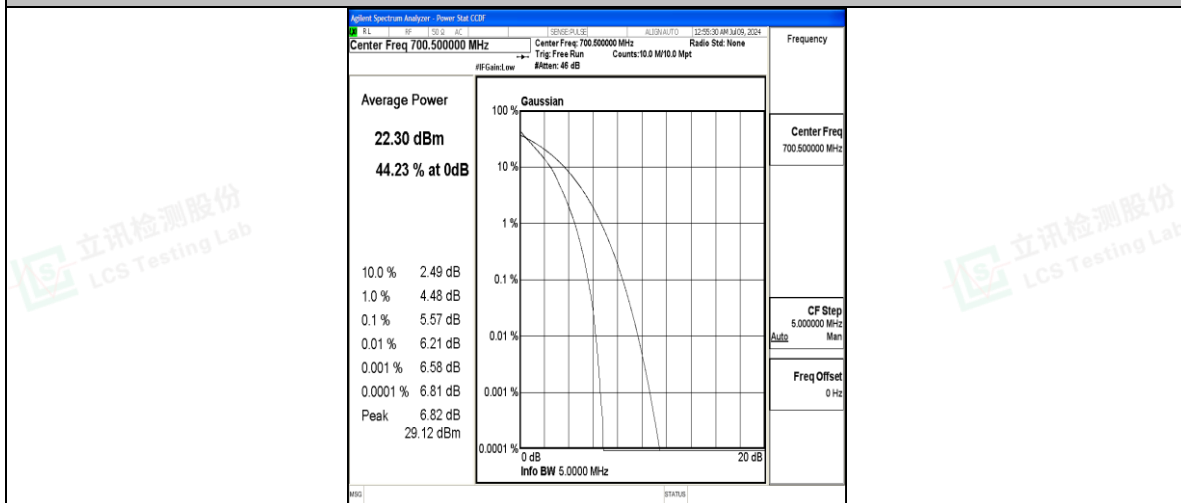 Agilent Spectrum Analyzer - Power Stat CCDF
RL RF 50 Ω AC SENSE:PULSE ALIGNAUTO 12:55:30 AM Jul 09, 2024
Center Freq 700.500000 MHz
Center Freq: 700.500000 MHz Radio Std: None
Trig: Free Run Counts:10.0 M/10.0 Mpt
#IFGain:Low #Atten: 46 dB
Frequency
Average Power
22.30 dBm
44.23 % at 0dB
10.0 % 2.49 dB
1.0 % 4.48 dB
0.1 % 5.57 dB
0.01 % 6.21 dB
0.001 % 6.58 dB
0.0001 % 6.81 dB
Peak 6.82 dB
29.12 dBm
Gaussian
100 %
10 %
1 %
0.1 %
0.01 %
0.001 %
0.0001 %
0 dB 20 dB
Info BW 5.0000 MHz
Center Freq
700.500000 MHz
CF Step
5.000000 MHz
Auto Man
Freq Offset
0 Hz
MSG STATUS
LCS 立讯检测股份
LCS Testing Lab
LCS 立讯检测股份
LCS Testing Lab